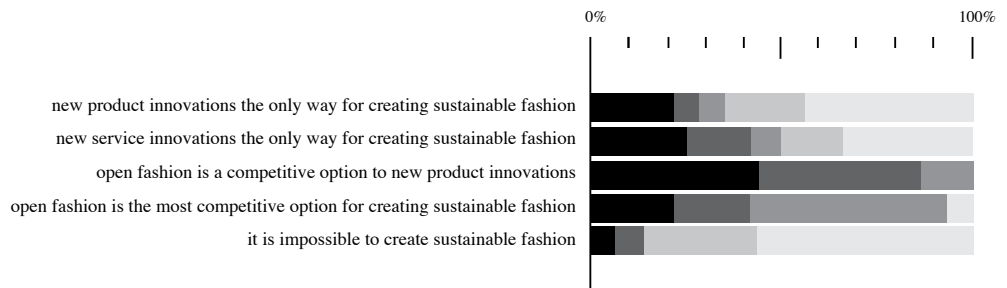 0% 100%
new product innovations the only way for creating sustainable fashion
new service innovations the only way for creating sustainable fashion
open fashion is a competitive option to new product innovations
open fashion is the most competitive option for creating sustainable fashion
it is impossible to create sustainable fashion